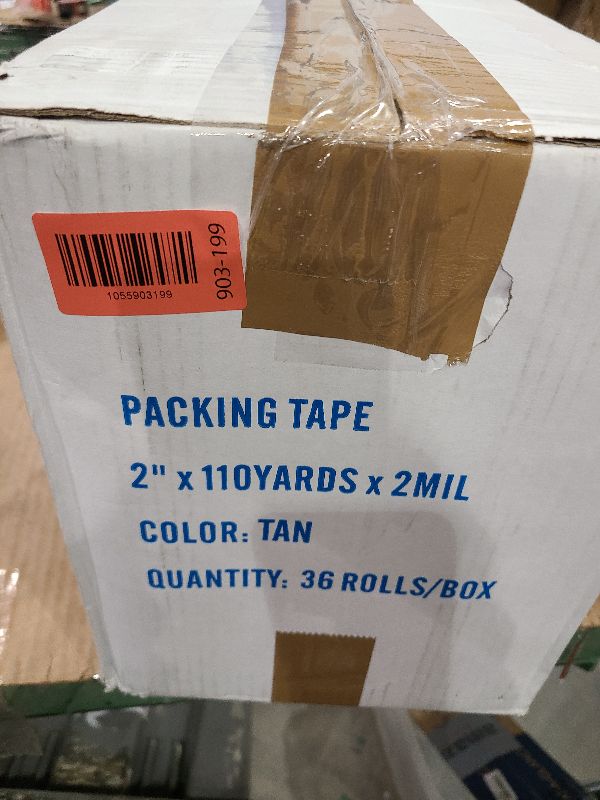 1055903199
903-199
PACKING TAPE
2" x 110YARDS x 2MIL
COLOR: TAN
QUANTITY: 36 ROLLS/BOX